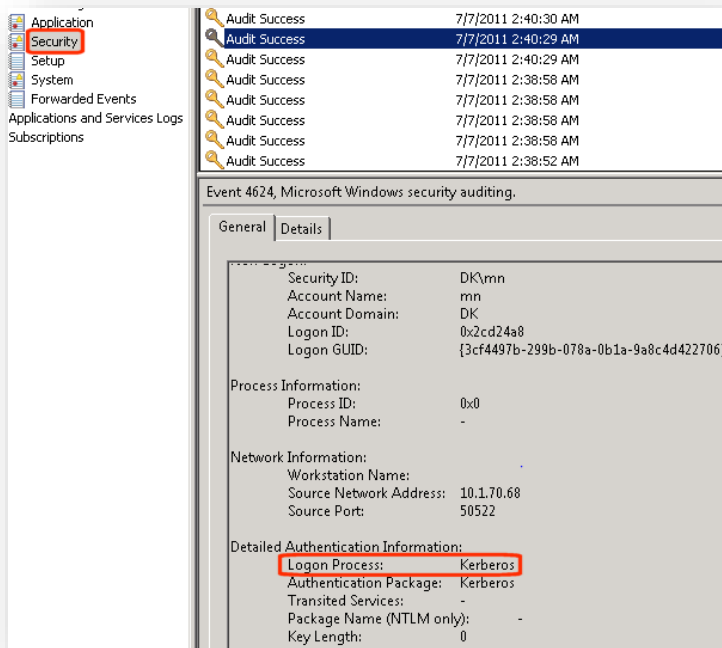 Application
Security
Setup
System
Forwarded Events
Applications and Services Logs
Subscriptions
Audit Success 7/7/2011 2:40:30 AM
Audit Success 7/7/2011 2:40:29 AM
Audit Success 7/7/2011 2:40:29 AM
Audit Success 7/7/2011 2:38:58 AM
Audit Success 7/7/2011 2:38:58 AM
Audit Success 7/7/2011 2:38:58 AM
Audit Success 7/7/2011 2:38:58 AM
Audit Success 7/7/2011 2:38:52 AM
Event 4624, Microsoft Windows security auditing.
General Details
Security ID: DK\mn
Account Name: mn
Account Domain: DK
Logon ID: 0x2cd24a8
Logon GUID: {3cf4497b-299b-078a-0b1a-9a8c4d422706}
Process Information:
Process ID: 0x0
Process Name: -
Network Information:
Workstation Name:
Source Network Address: 10.1.70.68
Source Port: 50522
Detailed Authentication Information:
Logon Process: Kerberos
Authentication Package: Kerberos
Transited Services: -
Package Name (NTLM only): -
Key Length: 0